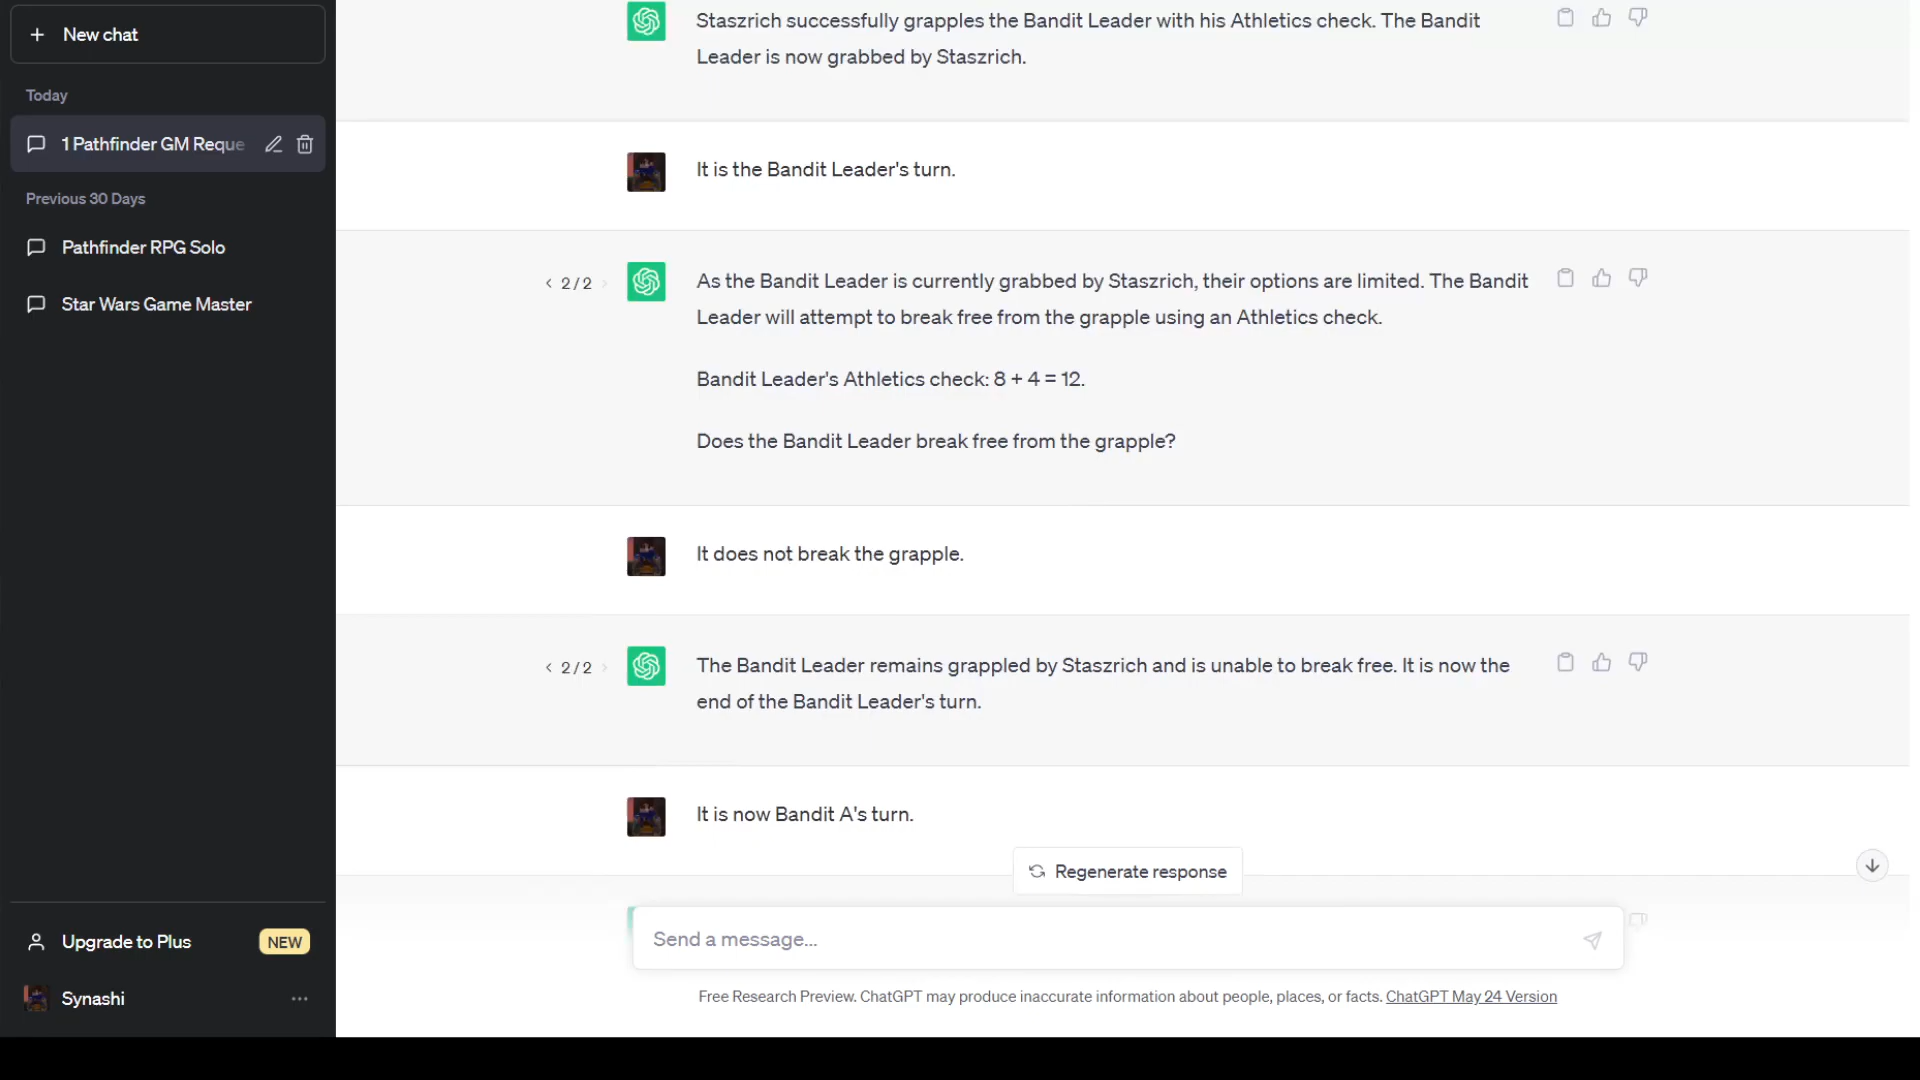 New chat
Today
1 Pathfinder GM Reque
Previous 30 Days
Pathfinder RPG Solo
Star Wars Game Master
Upgrade to Plus
NEW
Synashi
Staszrich successfully grapples the Bandit Leader with his Athletics check. The Bandit
Leader is now grabbed by Staszrich.
It is the Bandit Leader's turn.
2 / 2
As the Bandit Leader is currently grabbed by Staszrich, their options are limited. The Bandit
Leader will attempt to break free from the grapple using an Athletics check.
Bandit Leader's Athletics check: 8 + 4 = 12.
Does the Bandit Leader break free from the grapple?
It does not break the grapple.
2 / 2
The Bandit Leader remains grappled by Staszrich and is unable to break free. It is now the
end of the Bandit Leader's turn.
It is now Bandit A's turn.
Regenerate response
Send a message...
Free Research Preview. ChatGPT may produce inaccurate information about people, places, or facts. ChatGPT May 24 Version